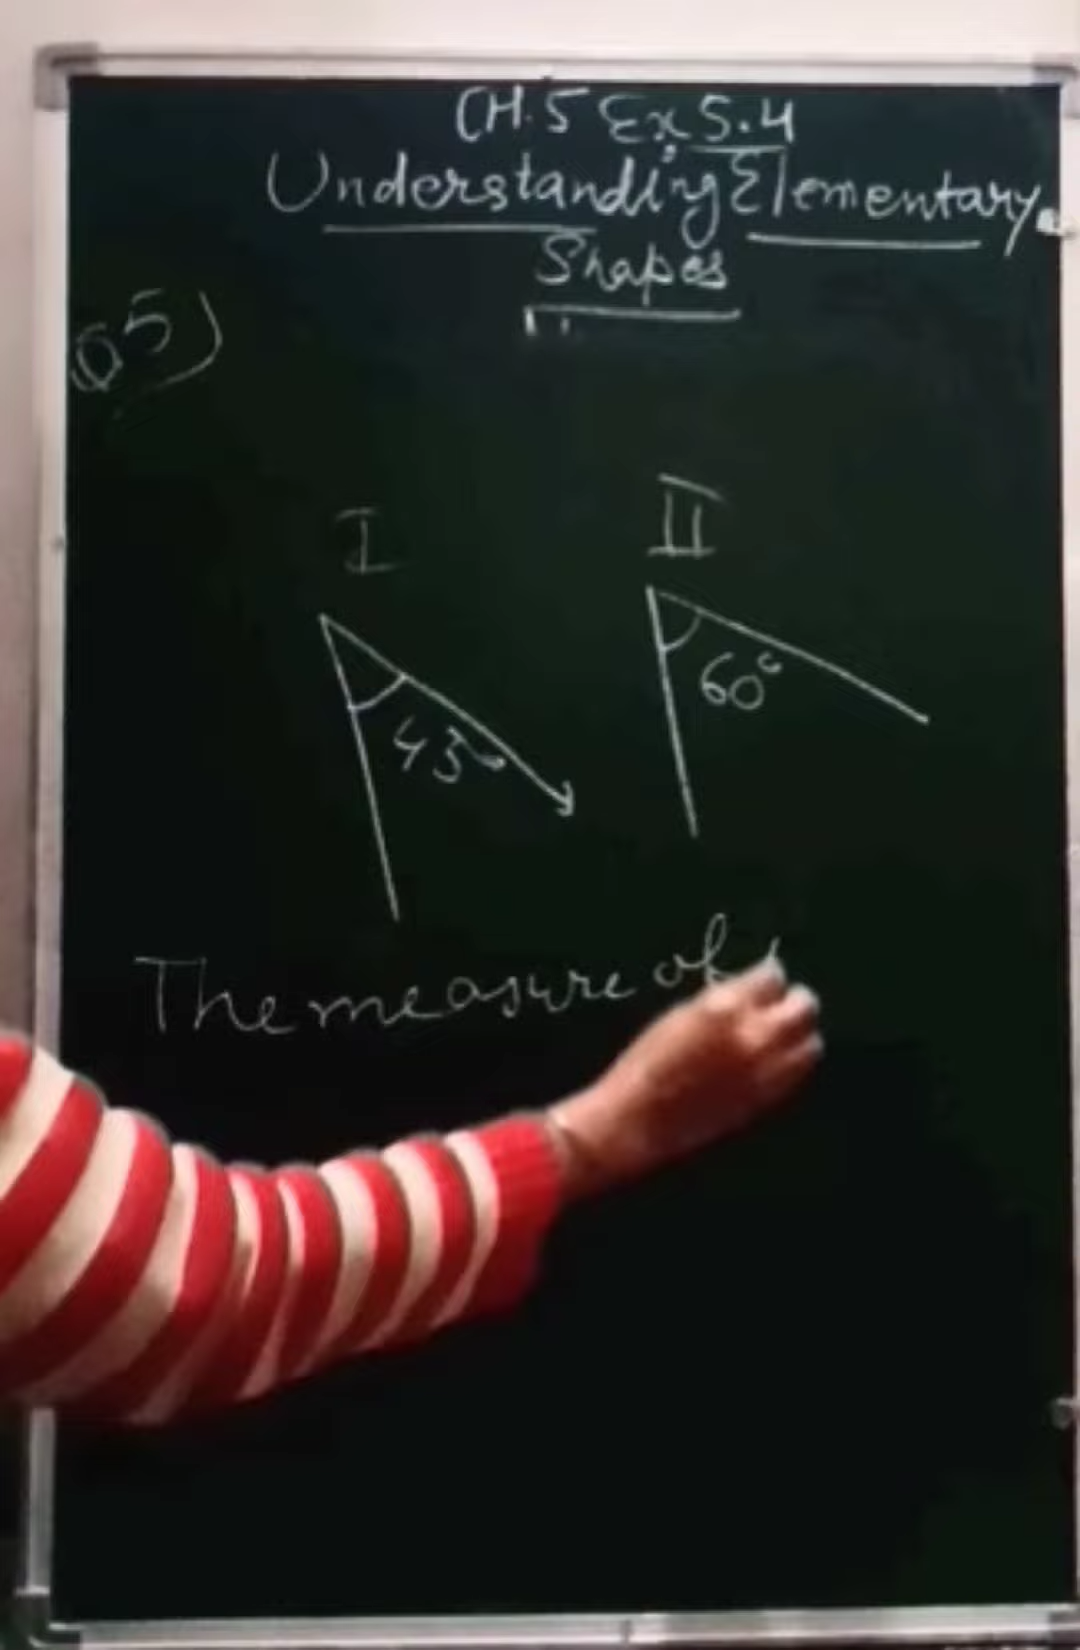 CH.5 Ex 5.4
Understanding Elementary
Shapes
Q5)
I
II
45°
60°
The measure of